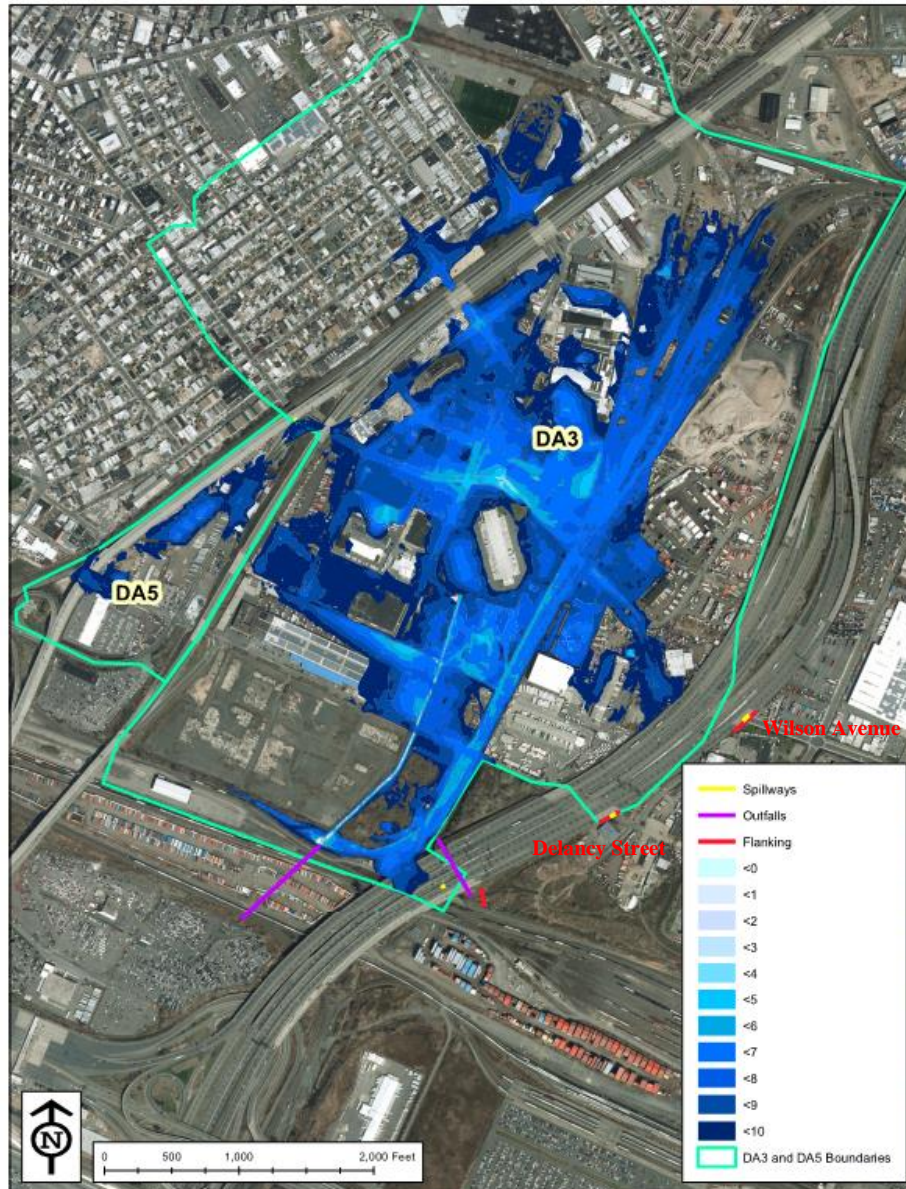 DA3
DA5
Wilson Avenue
Delancy Street
Spillways
Outfalls
Flanking
<0
<1
<2
<3
<4
<5
<6
<7
<8
<9
<10
DA3 and DA5 Boundaries
N
0 500 1,000 2,000 Feet